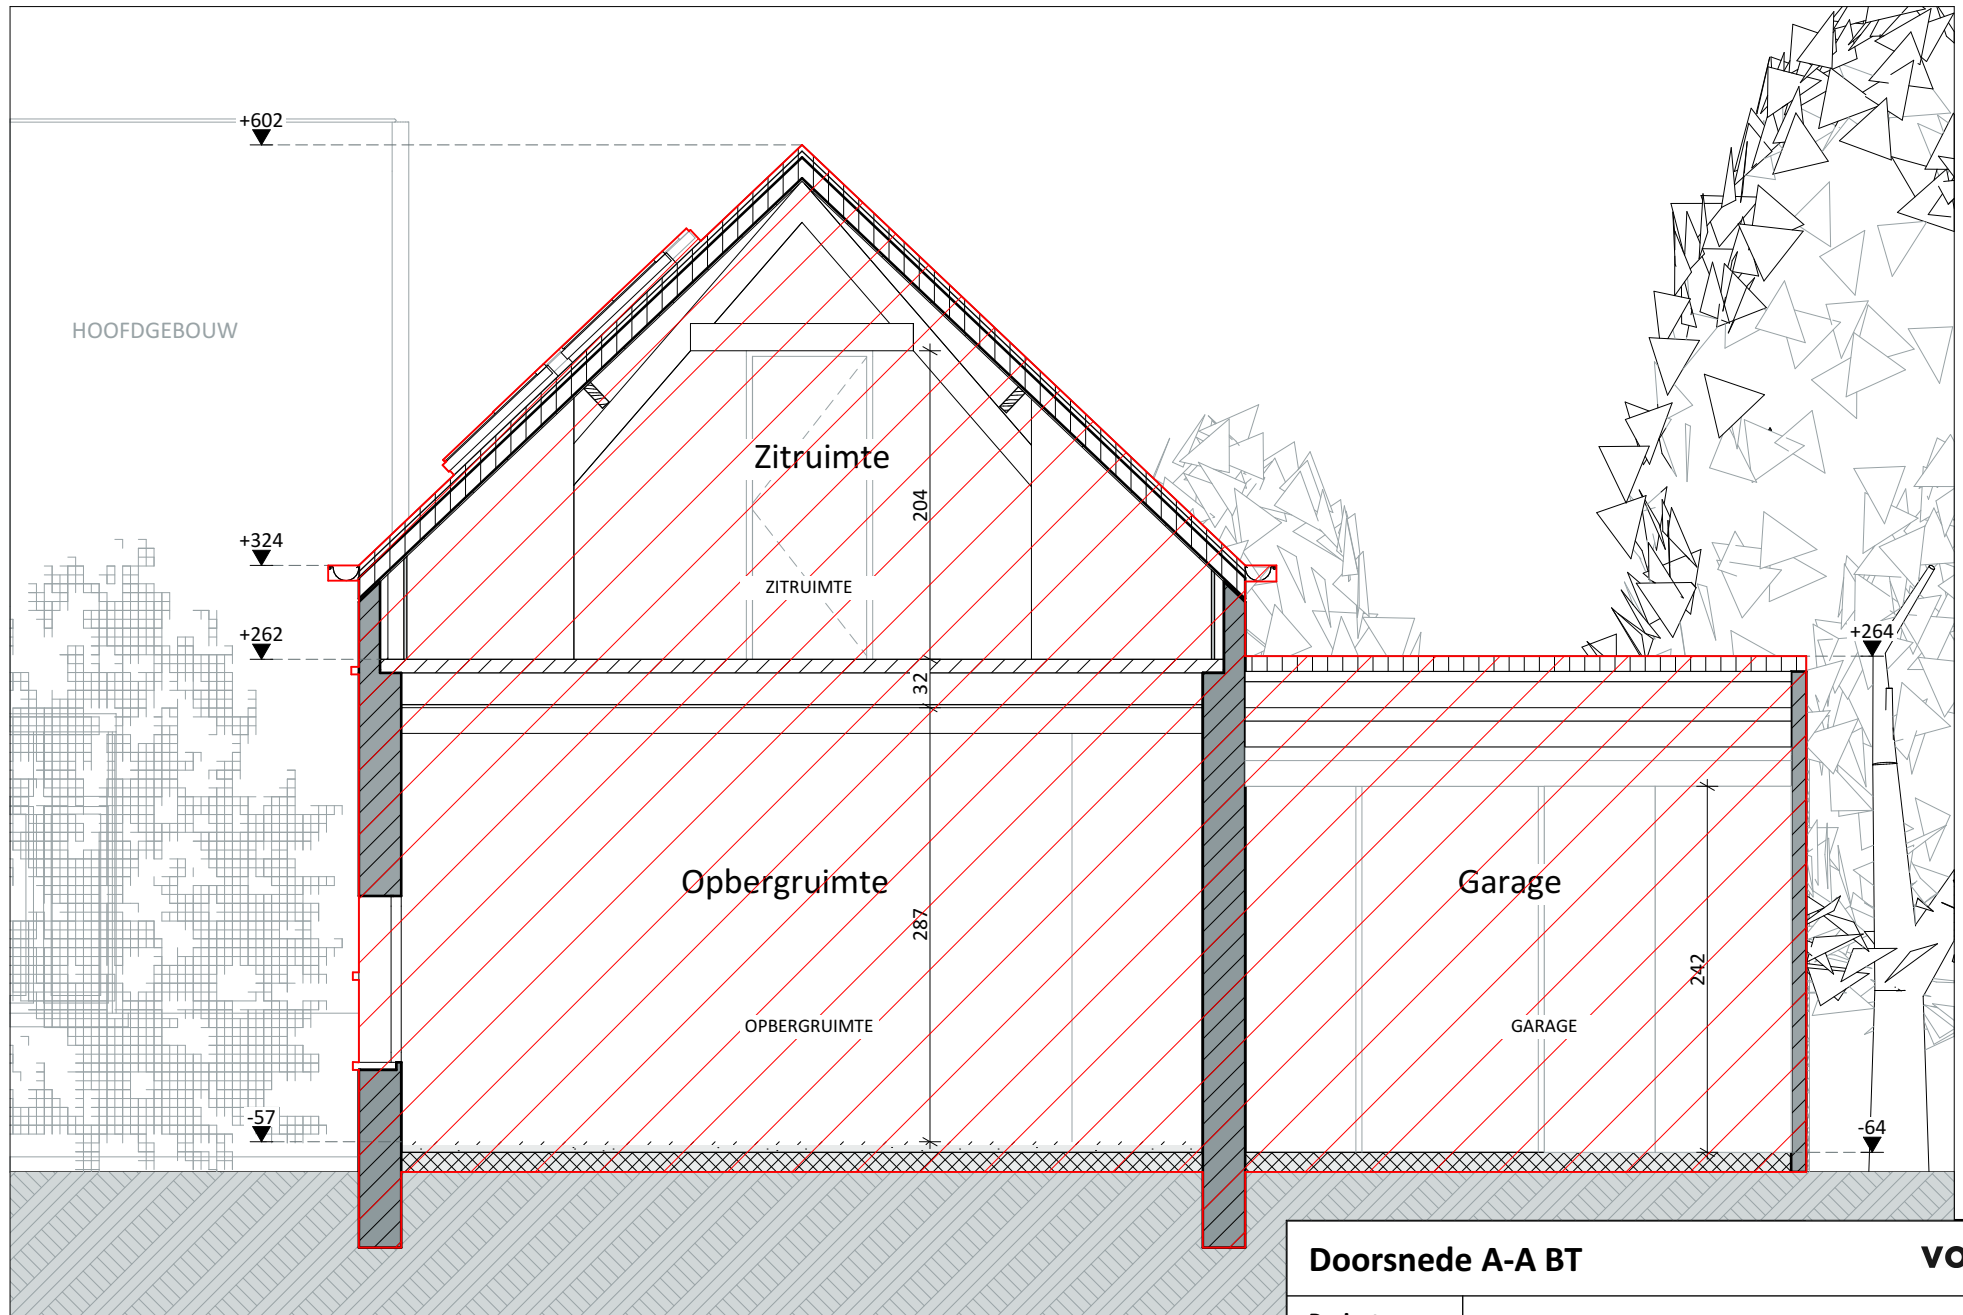 +602
HOOFDGEBOUW
Zitruimte
204
+324
ZITRUIMTE
+262
+264
32
Opbergruimte
Garage
287
242
OPBERGRUIMTE
GARAGE
-57
-64
Doorsnede A-A BT
VO